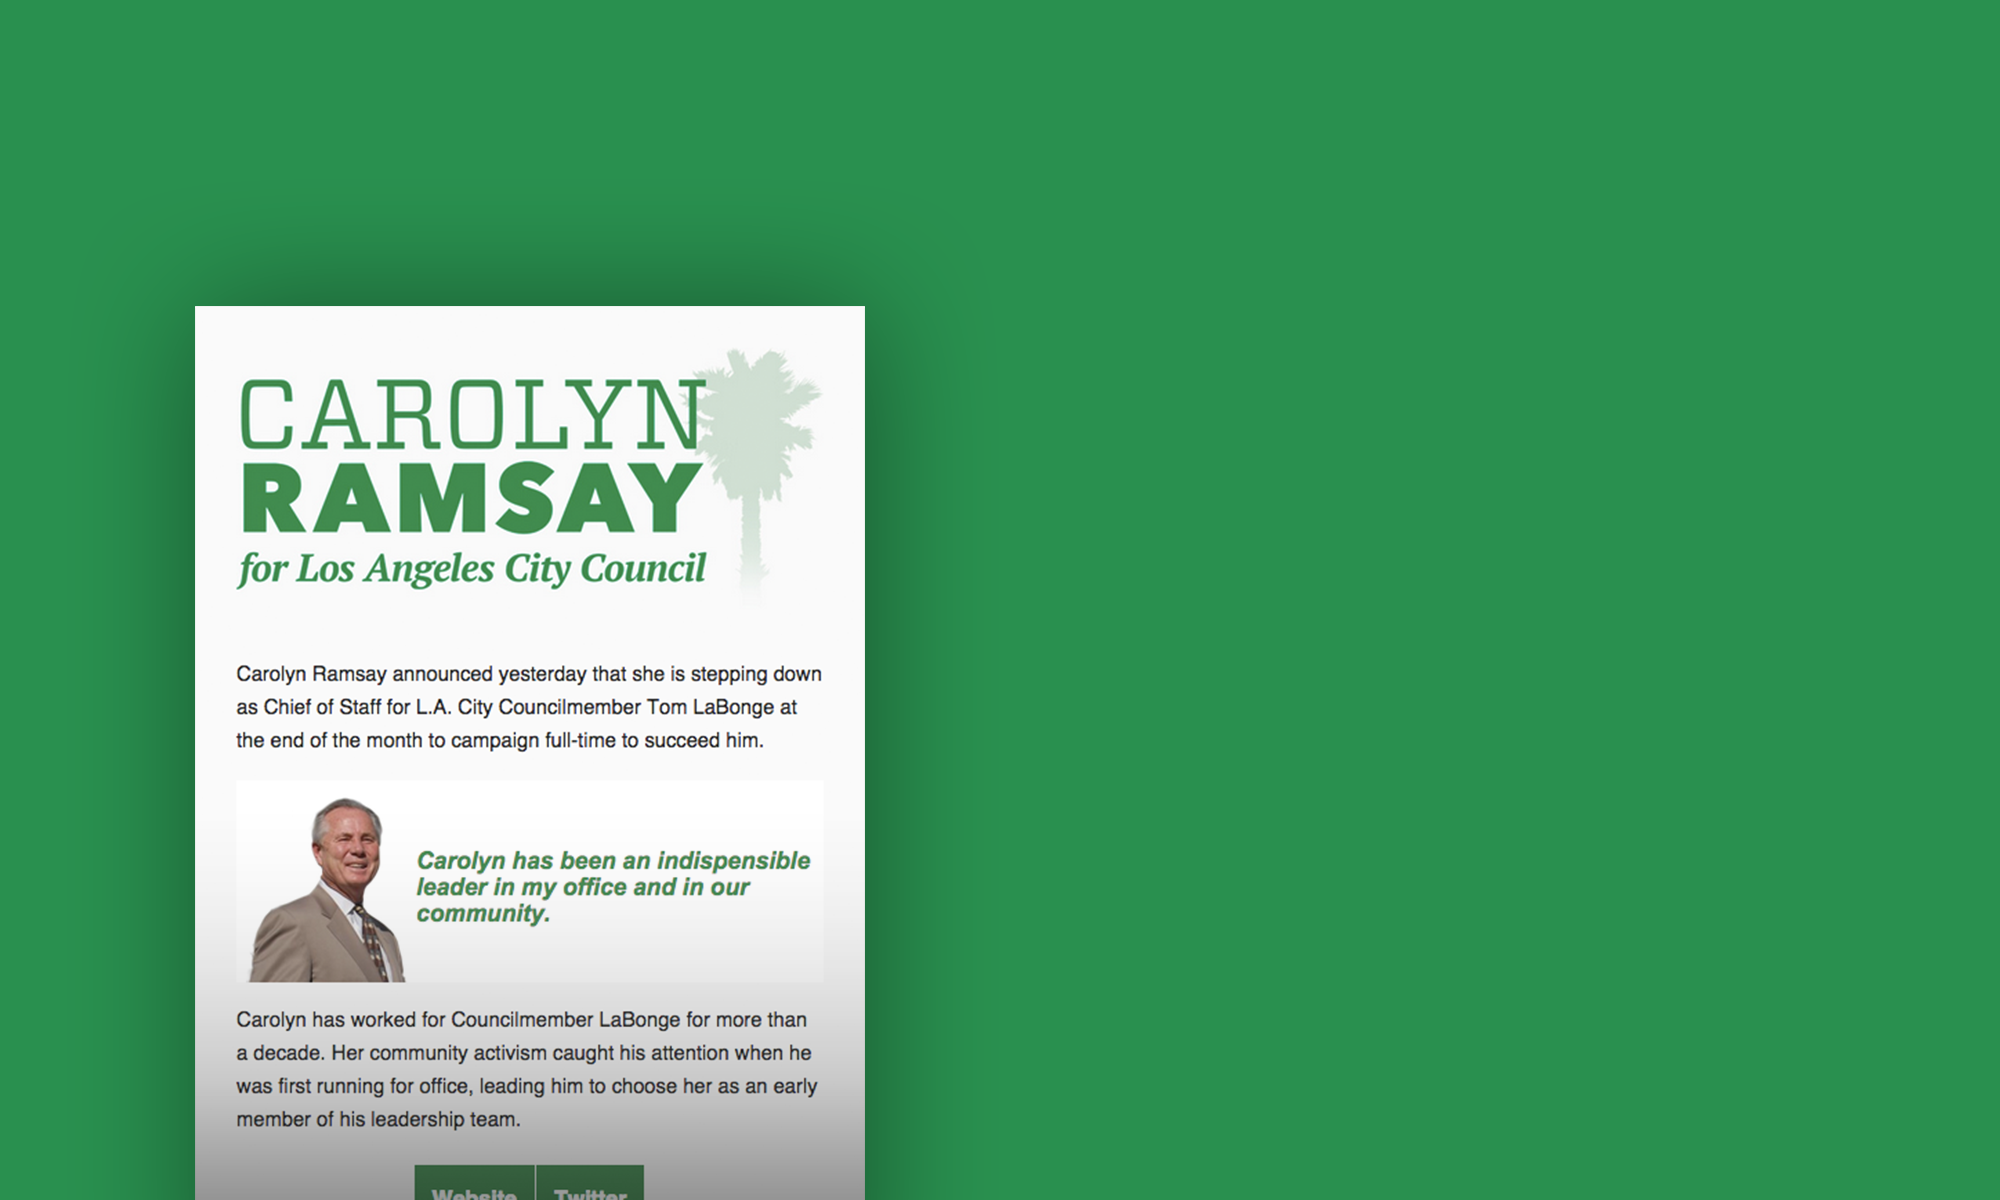 CAROLYN
RAMSAY
for Los Angeles City Council
Carolyn Ramsay announced yesterday that she is stepping down
as Chief of Staff for L.A. City Councilmember Tom LaBonge at
the end of the month to campaign full-time to succeed him.
Carolyn has been an indispensible
leader in my office and in our
community.
Carolyn has worked for Councilmember LaBonge for more than
a decade. Her community activism caught his attention when he
was first running for office, leading him to choose her as an early
member of his leadership team.
Website Twitter